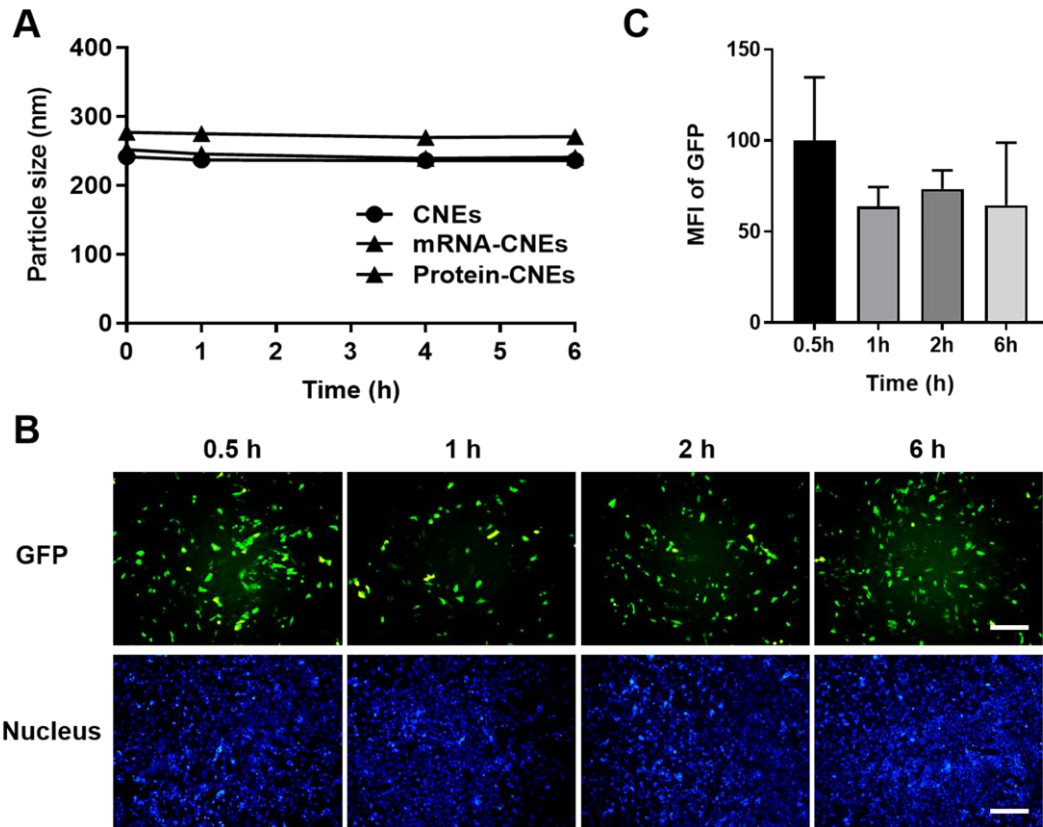 A
400
300
200
100
0
Particle size (nm)
0 1 2 3 4 5 6
Time (h)
CNEs
mRNA-CNEs
Protein-CNEs
C
150
100
50
0
MFI of GFP
0.5h 1h 2h 6h
Time (h)
B
0.5 h 1 h 2 h 6 h
GFP
Nucleus